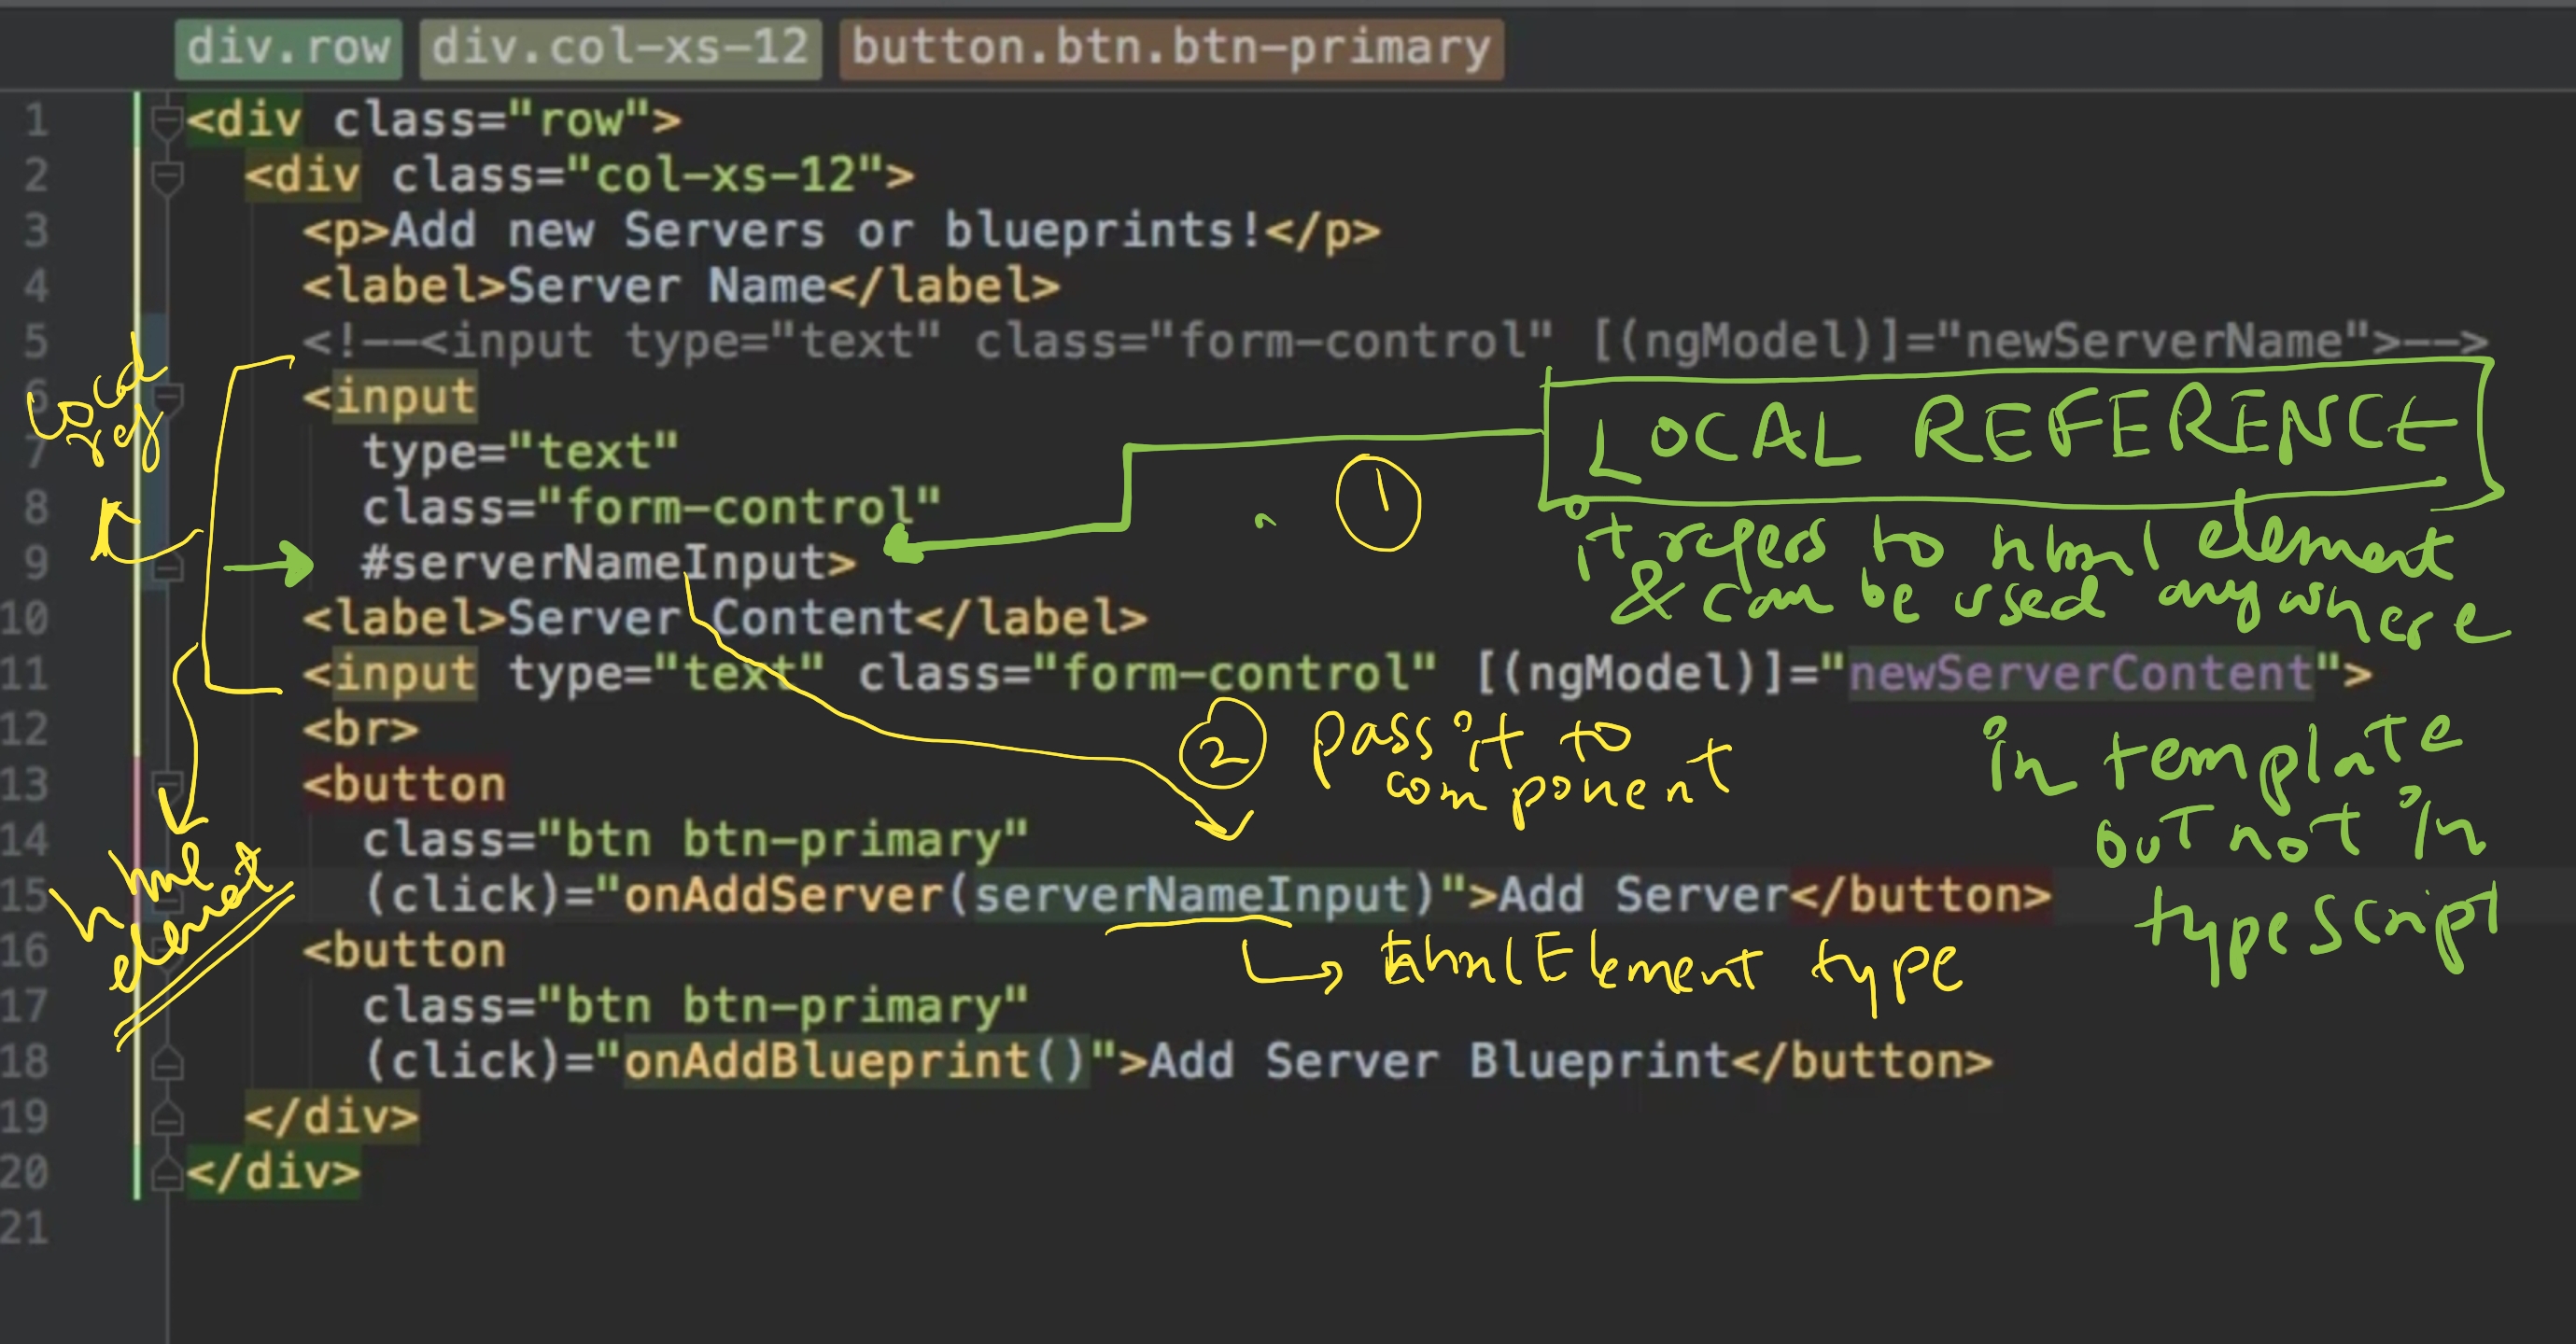 div.row div.col-xs-12 button.btn.btn-primary
1 <div class="row">
2 <div class="col-xs-12">
3 <p>Add new Servers or blueprints!</p>
4 <label>Server Name</label>
5 <!--<input type="text" class="form-control" [(ngModel)]="newServerName">-->
6 <input
7 type="text"
8 class="form-control"
9 #serverNameInput>
10 <label>Server Content</label>
11 <input type="text" class="form-control" [(ngModel)]="newServerContent">
12 <br>
13 <button
14 class="btn btn-primary"
15 (click)="onAddServer(serverNameInput)">Add Server</button>
16 <button
17 class="btn btn-primary"
18 (click)="onAddBlueprint()">Add Server Blueprint</button>
19 </div>
20 </div>
21
Local
ref
LOCAL REFERENCE
1
it refers to html element
& can be used anywhere
in template
but not in
typescript
2 pass it to
component
element
HtmlElement type